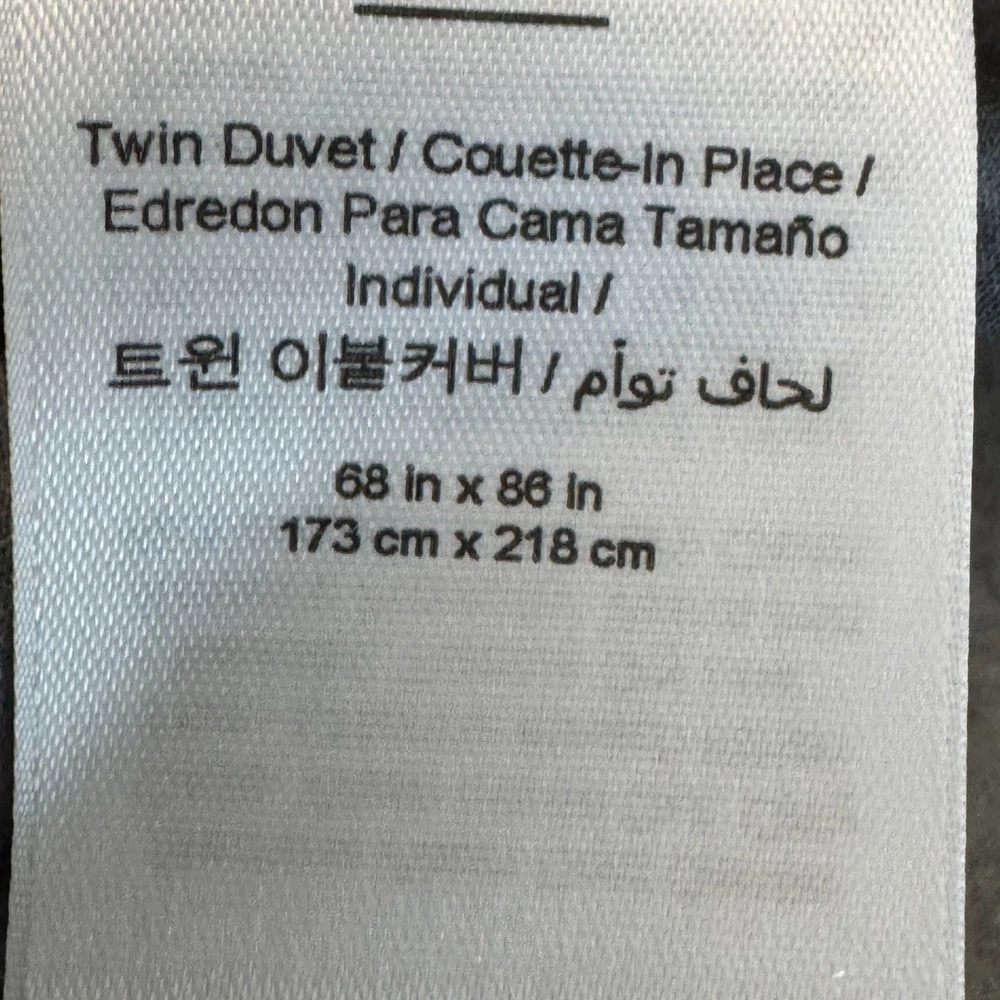 Twin Duvet / Couette-In Place /
Edredon Para Cama Tamaño
Individual /
트윈 이불커버 / لحاف توأم
68 in x 86 in
173 cm x 218 cm